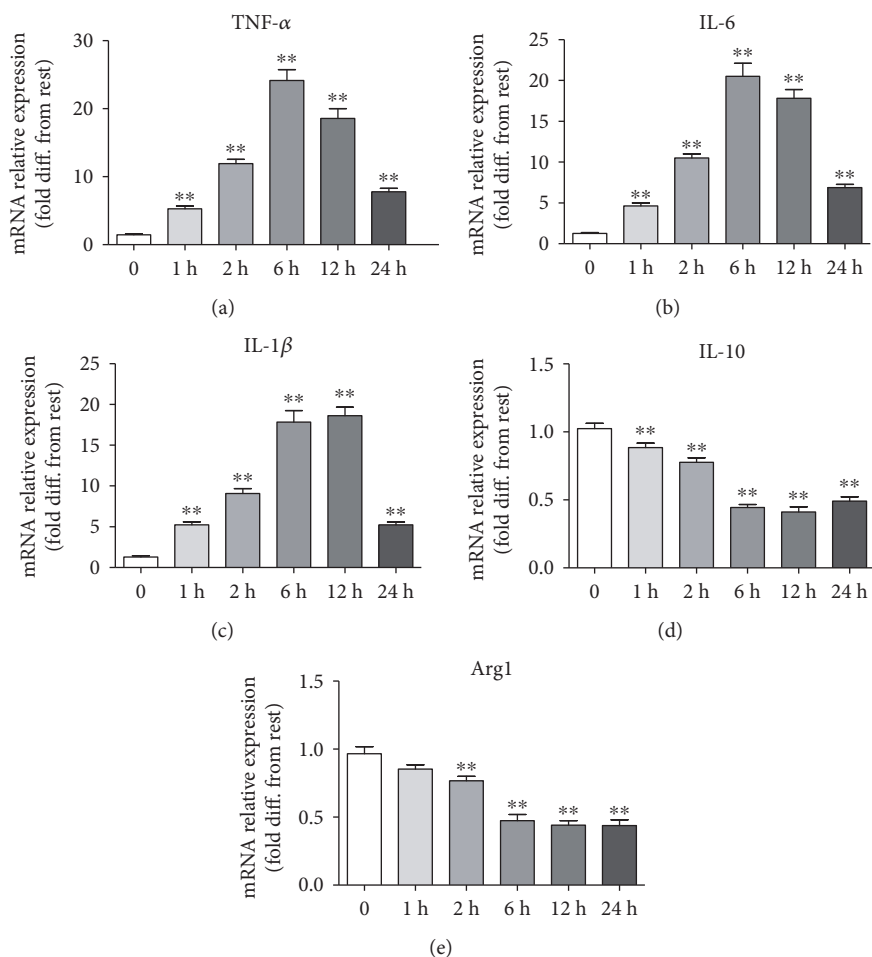 TNF-α
mRNA relative expression
(fold diff. from rest)
30
20
10
0
** ** ** ** **
0 1 h 2 h 6 h 12 h 24 h
(a)
IL-6
mRNA relative expression
(fold diff. from rest)
25
20
15
10
5
0
** ** ** ** **
0 1 h 2 h 6 h 12 h 24 h
(b)
IL-1β
mRNA relative expression
(fold diff. from rest)
25
20
15
10
5
0
** ** ** ** **
0 1 h 2 h 6 h 12 h 24 h
(c)
IL-10
mRNA relative expression
(fold diff. from rest)
1.5
1.0
0.5
0.0
** ** ** ** **
0 1 h 2 h 6 h 12 h 24 h
(d)
Arg1
mRNA relative expression
(fold diff. from rest)
1.5
1.0
0.5
0.0
** ** ** **
0 1 h 2 h 6 h 12 h 24 h
(e)